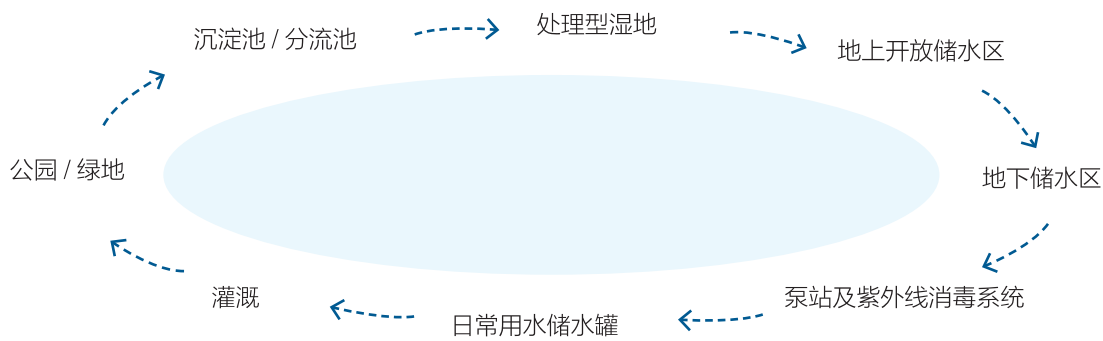 沉淀池 / 分流池
处理型湿地
地上开放储水区
地下储水区
泵站及紫外线消毒系统
日常用水储水罐
灌溉
公园 / 绿地